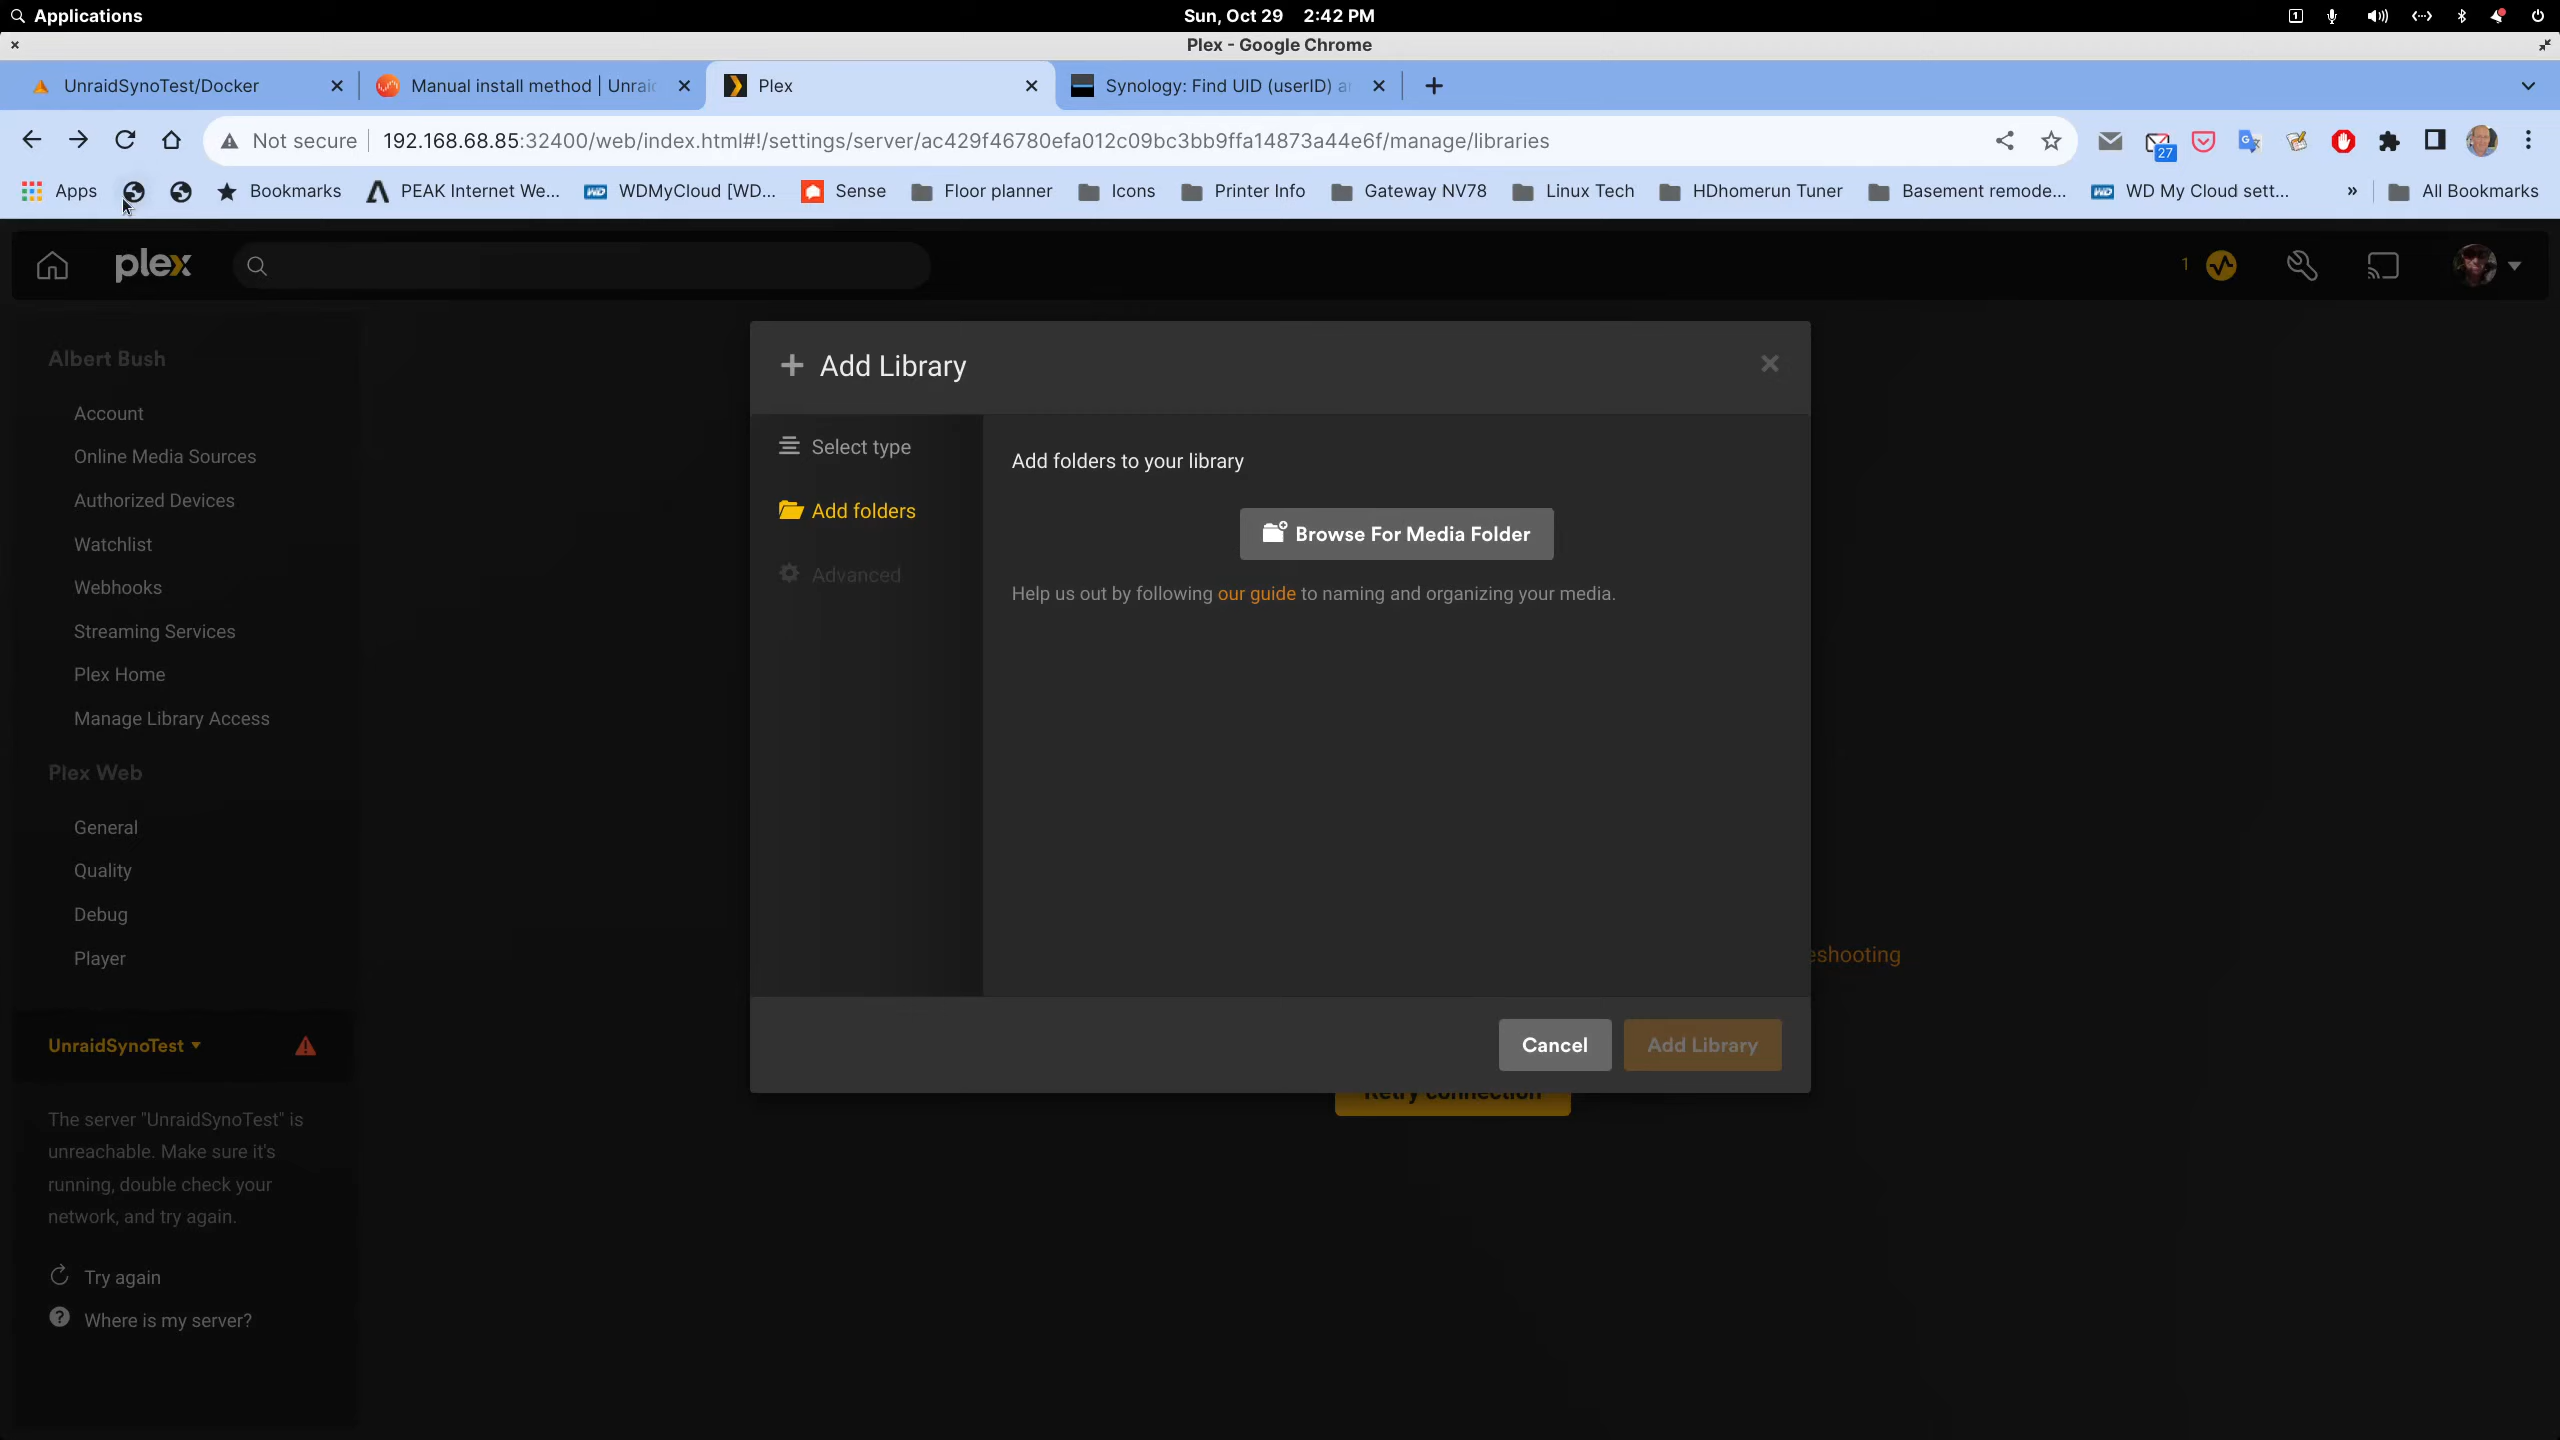 Applications
Sun, Oct 29 2:42 PM
1
Plex - Google Chrome
UnraidSynoTest/Docker
Manual install method | Unraid
Plex
Synology: Find UID (userID) a
Not secure
192.168.68.85:32400/web/index.html#!/settings/server/ac429f46780efa012c09bc3bb9ffa14873a44e6f/manage/libraries
27
Apps
Bookmarks
PEAK Internet We...
WDMyCloud [WD...
Sense
Floor planner
Icons
Printer Info
Gateway NV78
Linux Tech
HDhomerun Tuner
Basement remode...
WD My Cloud sett...
»
All Bookmarks
plex
1
Albert Bush
Account
Online Media Sources
Authorized Devices
Watchlist
Webhooks
Streaming Services
Plex Home
Manage Library Access
Plex Web
General
Quality
Debug
Player
UnraidSynoTest
The server "UnraidSynoTest" is
unreachable. Make sure it's
running, double check your
network, and try again.
Try again
Where is my server?
Add Library
Select type
Add folders
Advanced
Add folders to your library
Browse For Media Folder
Help us out by following our guide to naming and organizing your media.
eshooting
Cancel
Add Library
Retry connection